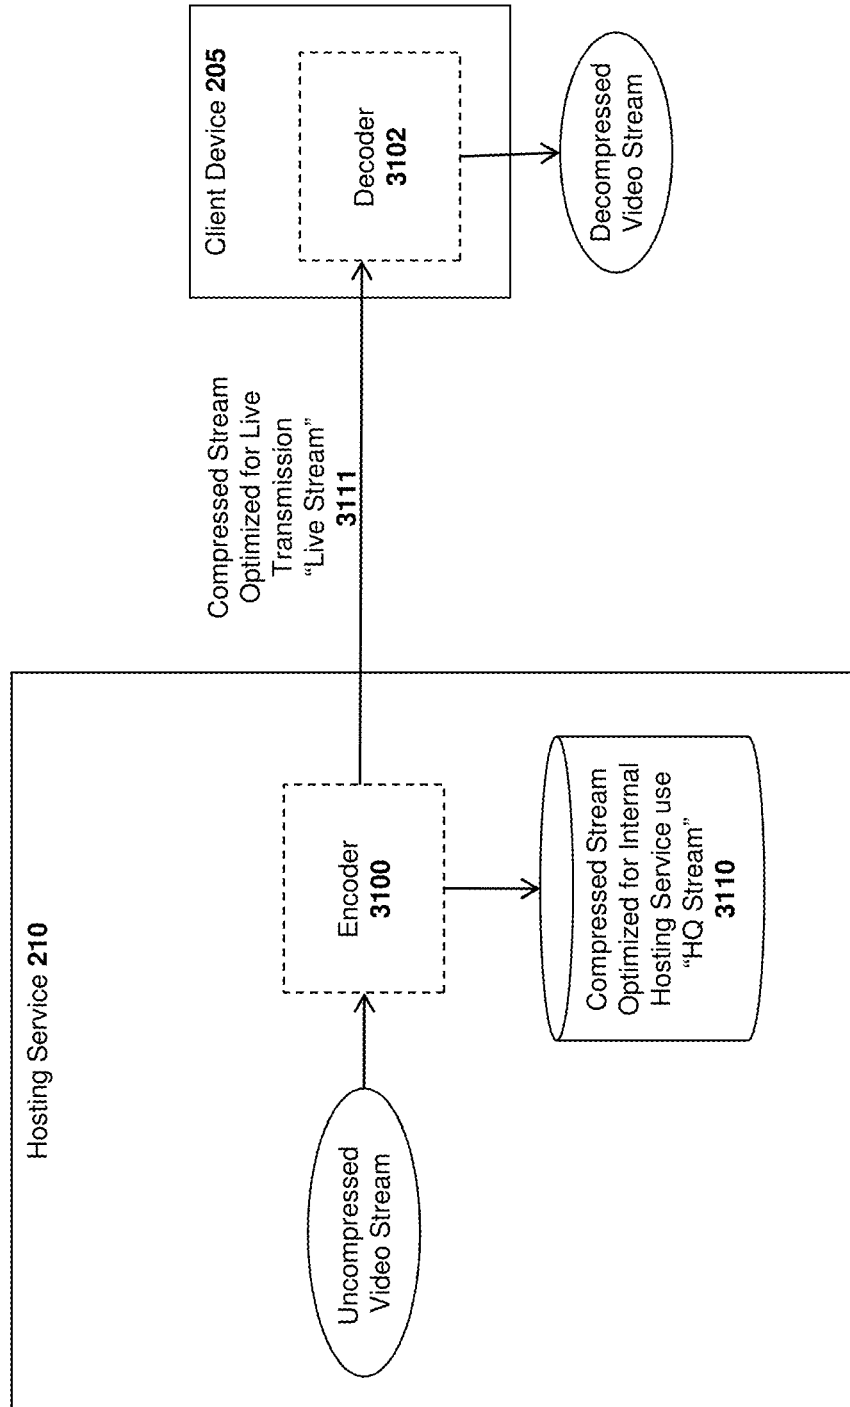 Hosting Service 210
Uncompressed
Video Stream
Encoder
3100
Compressed Stream
Optimized for Internal
Hosting Service use
“HQ Stream”
3110
Compressed Stream
Optimized for Live
Transmission
“Live Stream”
3111
Client Device 205
Decoder
3102
Decompressed
Video Stream